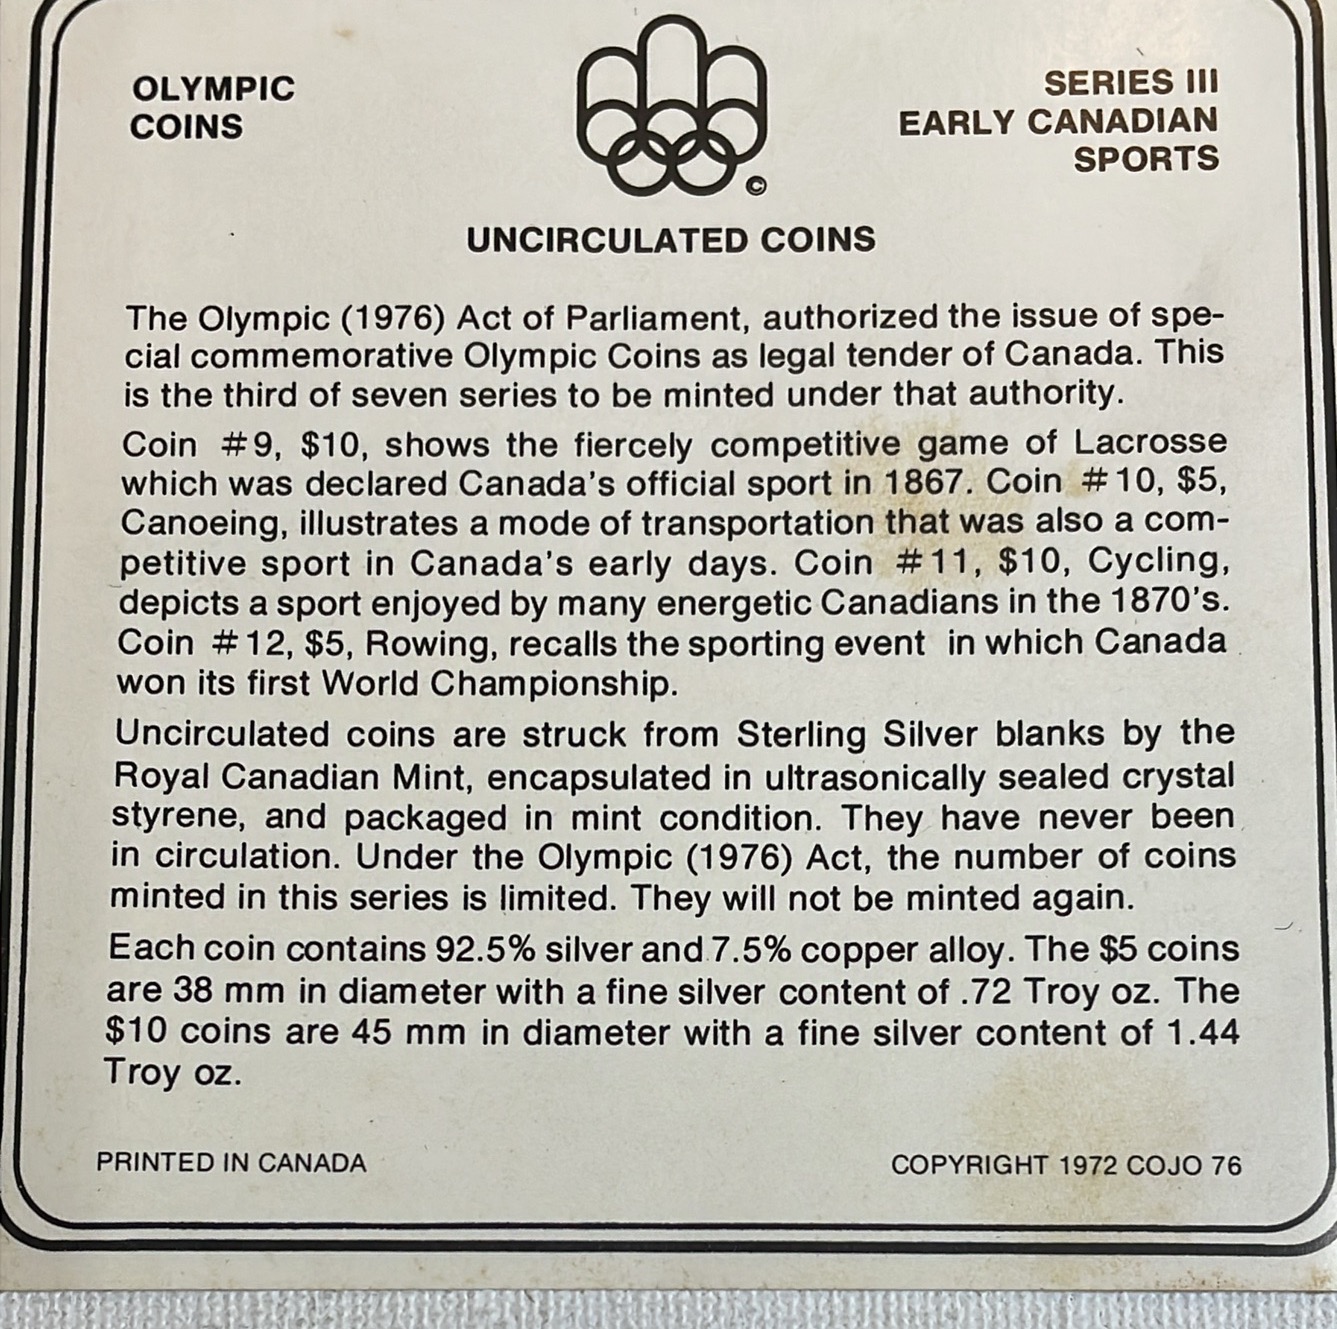 OLYMPIC
COINS
SERIES III
EARLY CANADIAN
SPORTS
©
UNCIRCULATED COINS
The Olympic (1976) Act of Parliament, authorized the issue of spe-
cial commemorative Olympic Coins as legal tender of Canada. This
is the third of seven series to be minted under that authority.
Coin #9, $10, shows the fiercely competitive game of Lacrosse
which was declared Canada's official sport in 1867. Coin #10, $5,
Canoeing, illustrates a mode of transportation that was also a com-
petitive sport in Canada's early days. Coin #11, $10, Cycling,
depicts a sport enjoyed by many energetic Canadians in the 1870's.
Coin #12, $5, Rowing, recalls the sporting event in which Canada
won its first World Championship.
Uncirculated coins are struck from Sterling Silver blanks by the
Royal Canadian Mint, encapsulated in ultrasonically sealed crystal
styrene, and packaged in mint condition. They have never been
in circulation. Under the Olympic (1976) Act, the number of coins
minted in this series is limited. They will not be minted again.
Each coin contains 92.5% silver and 7.5% copper alloy. The $5 coins
are 38 mm in diameter with a fine silver content of .72 Troy oz. The
$10 coins are 45 mm in diameter with a fine silver content of 1.44
Troy oz.
PRINTED IN CANADA
COPYRIGHT 1972 COJO 76